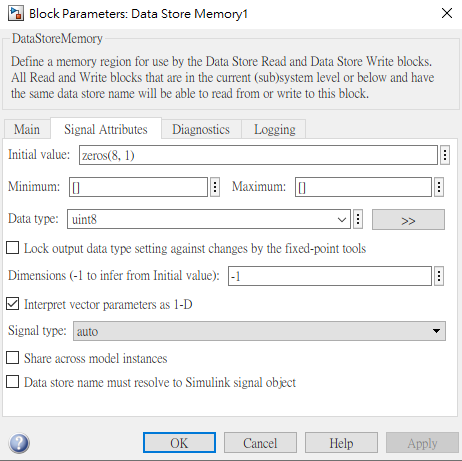 Block Parameters: Data Store Memory1
DataStoreMemory
Define a memory region for use by the Data Store Read and Data Store Write blocks.
All Read and Write blocks that are in the current (sub)system level or below and have
the same data store name will be able to read from or write to this block.
Main Signal Attributes Diagnostics Logging
Initial value: zeros(8, 1)
Minimum: [] Maximum: []
Data type: uint8 >>
Lock output data type setting against changes by the fixed-point tools
Dimensions (-1 to infer from Initial value): -1
Interpret vector parameters as 1-D
Signal type: auto
Share across model instances
Data store name must resolve to Simulink signal object
? OK Cancel Help Apply